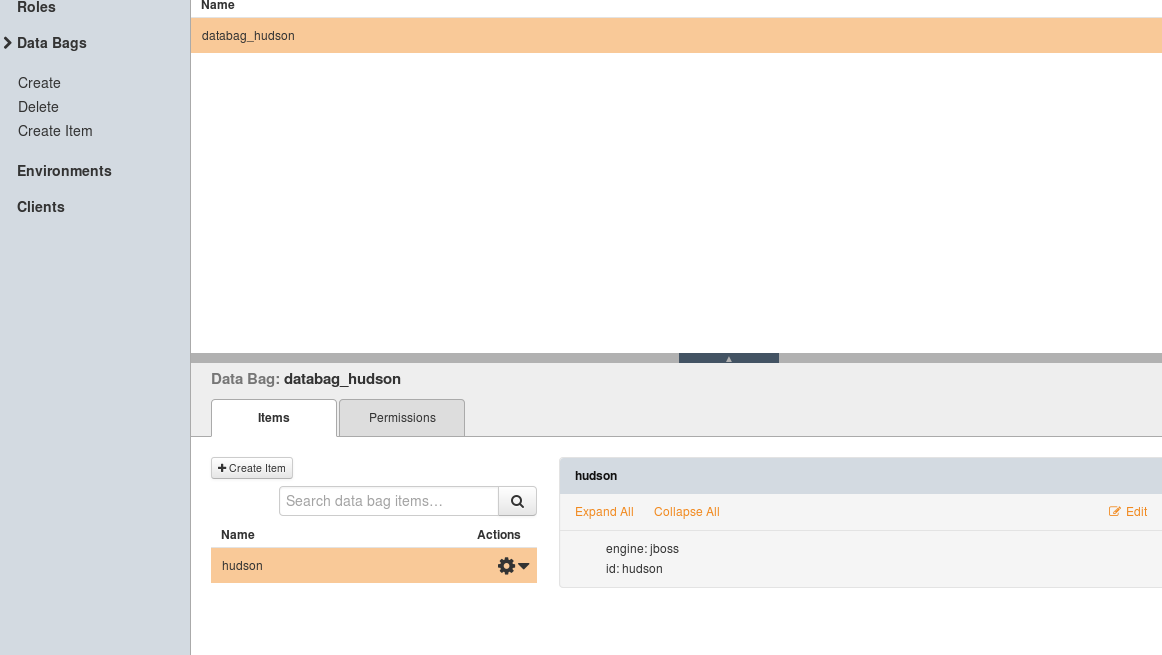 Roles
Data Bags
Create
Delete
Create Item
Environments
Clients
Name
databag_hudson
Data Bag: databag_hudson
Items
Permissions
Create Item
Search data bag items…
Name Actions
hudson
hudson
Expand All Collapse All Edit
engine: jboss
id: hudson